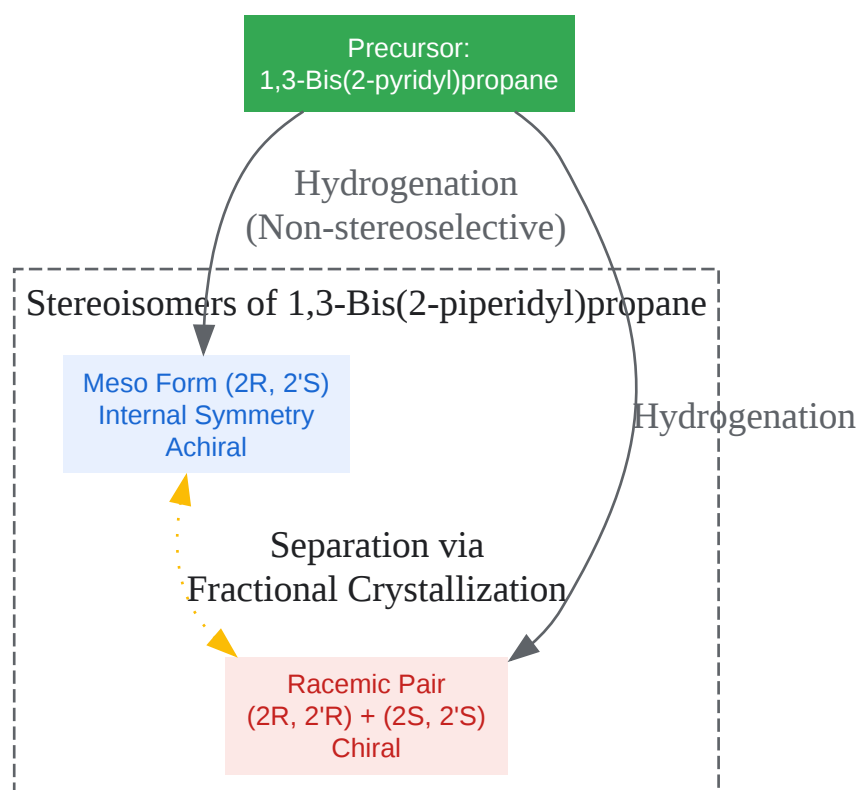 Precursor:
1,3-Bis(2-pyridyl)propane
Hydrogenation
(Non-stereoselective)
Stereoisomers of 1,3-Bis(2-piperidyl)propane
Meso Form (2R, 2'S)
Internal Symmetry
Achiral
Hydrogenation
Separation via
Fractional Crystallization
Racemic Pair
(2R, 2'R) + (2S, 2'S)
Chiral